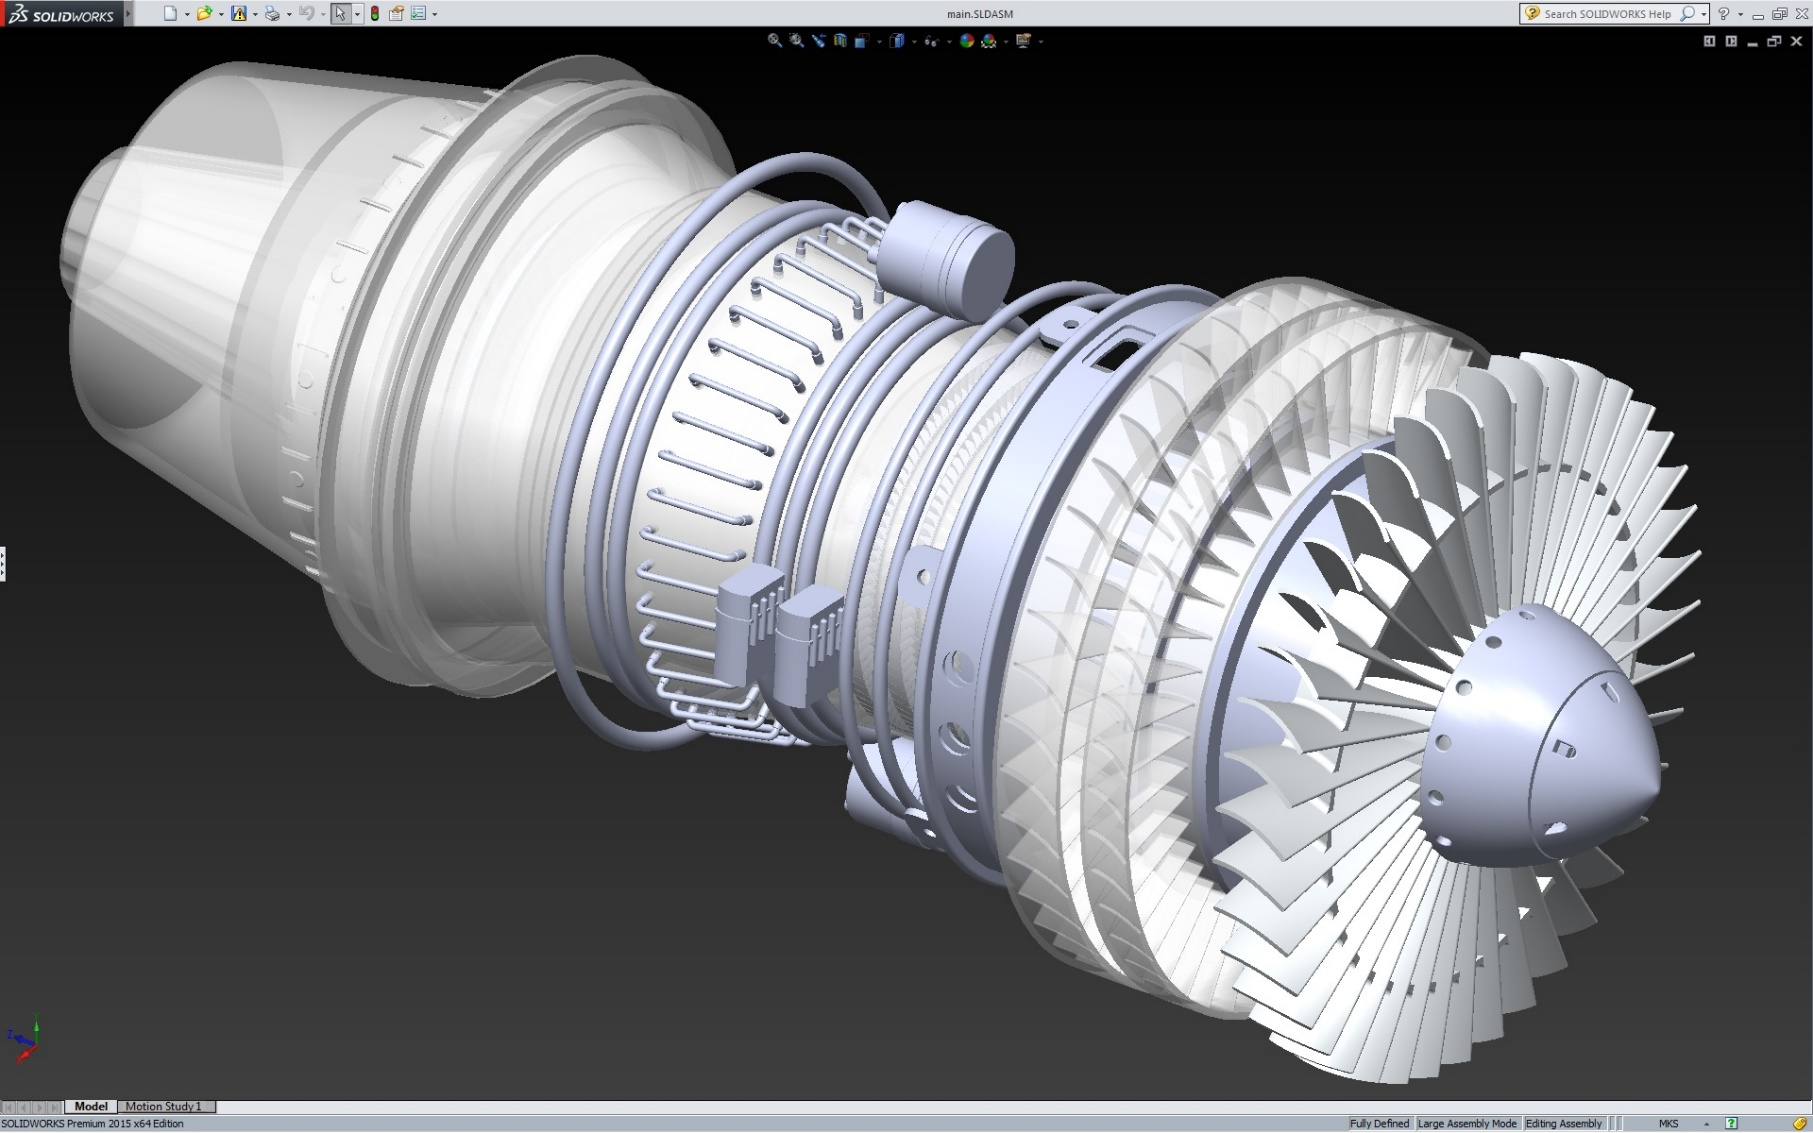 SOLIDWORKS
main.SLDASM
Search SOLIDWORKS Help
Z
Model
Motion Study 1
SOLIDWORKS Premium 2015 x64 Edition
Fully Defined
Large Assembly Mode
Editing Assembly
MKS